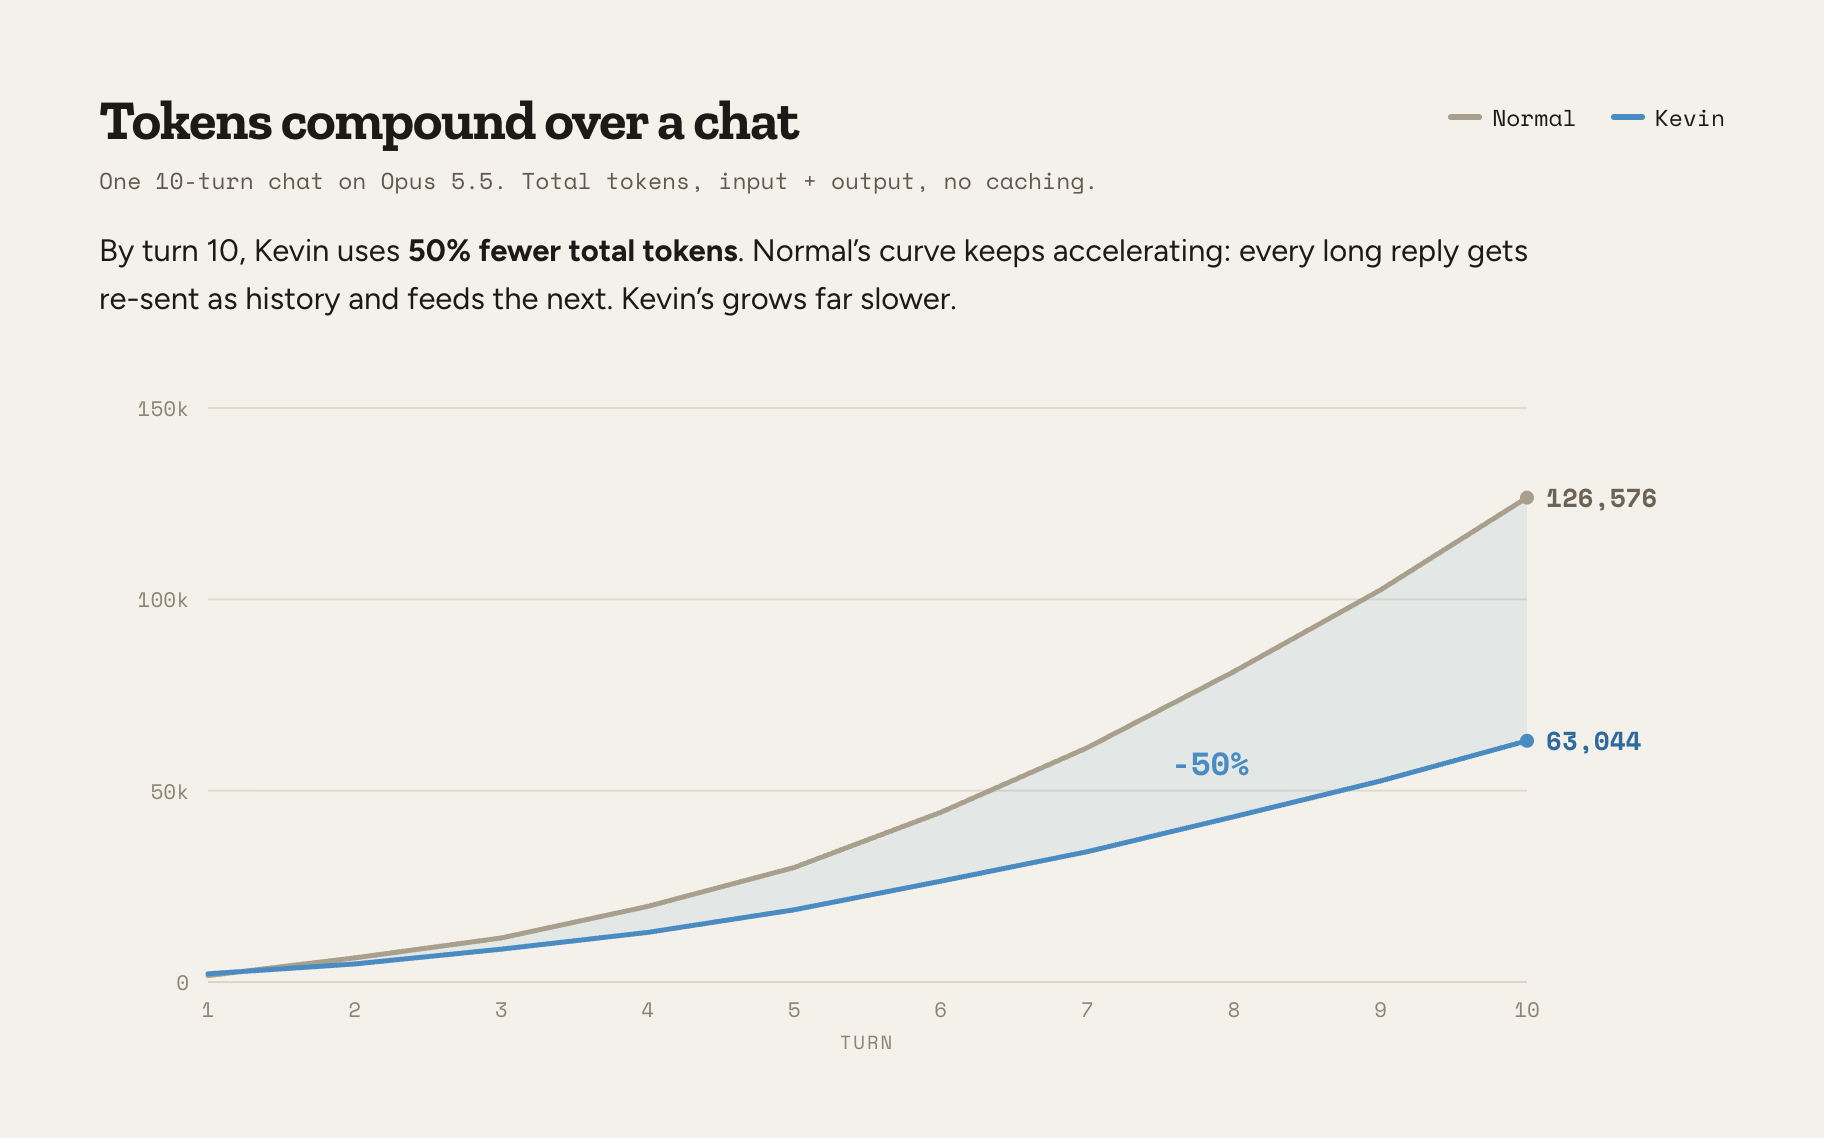 Tokens compound over a chat
Normal
Kevin
One 10-turn chat on Opus 5.5. Total tokens, input + output, no caching.
By turn 10, Kevin uses 50% fewer total tokens. Normal’s curve keeps accelerating: every long reply gets
re-sent as history and feeds the next. Kevin’s grows far slower.
150k
126,576
100k
63,044
-50%
50k
0
1 2 3 4 5 6 7 8 9 10
TURN